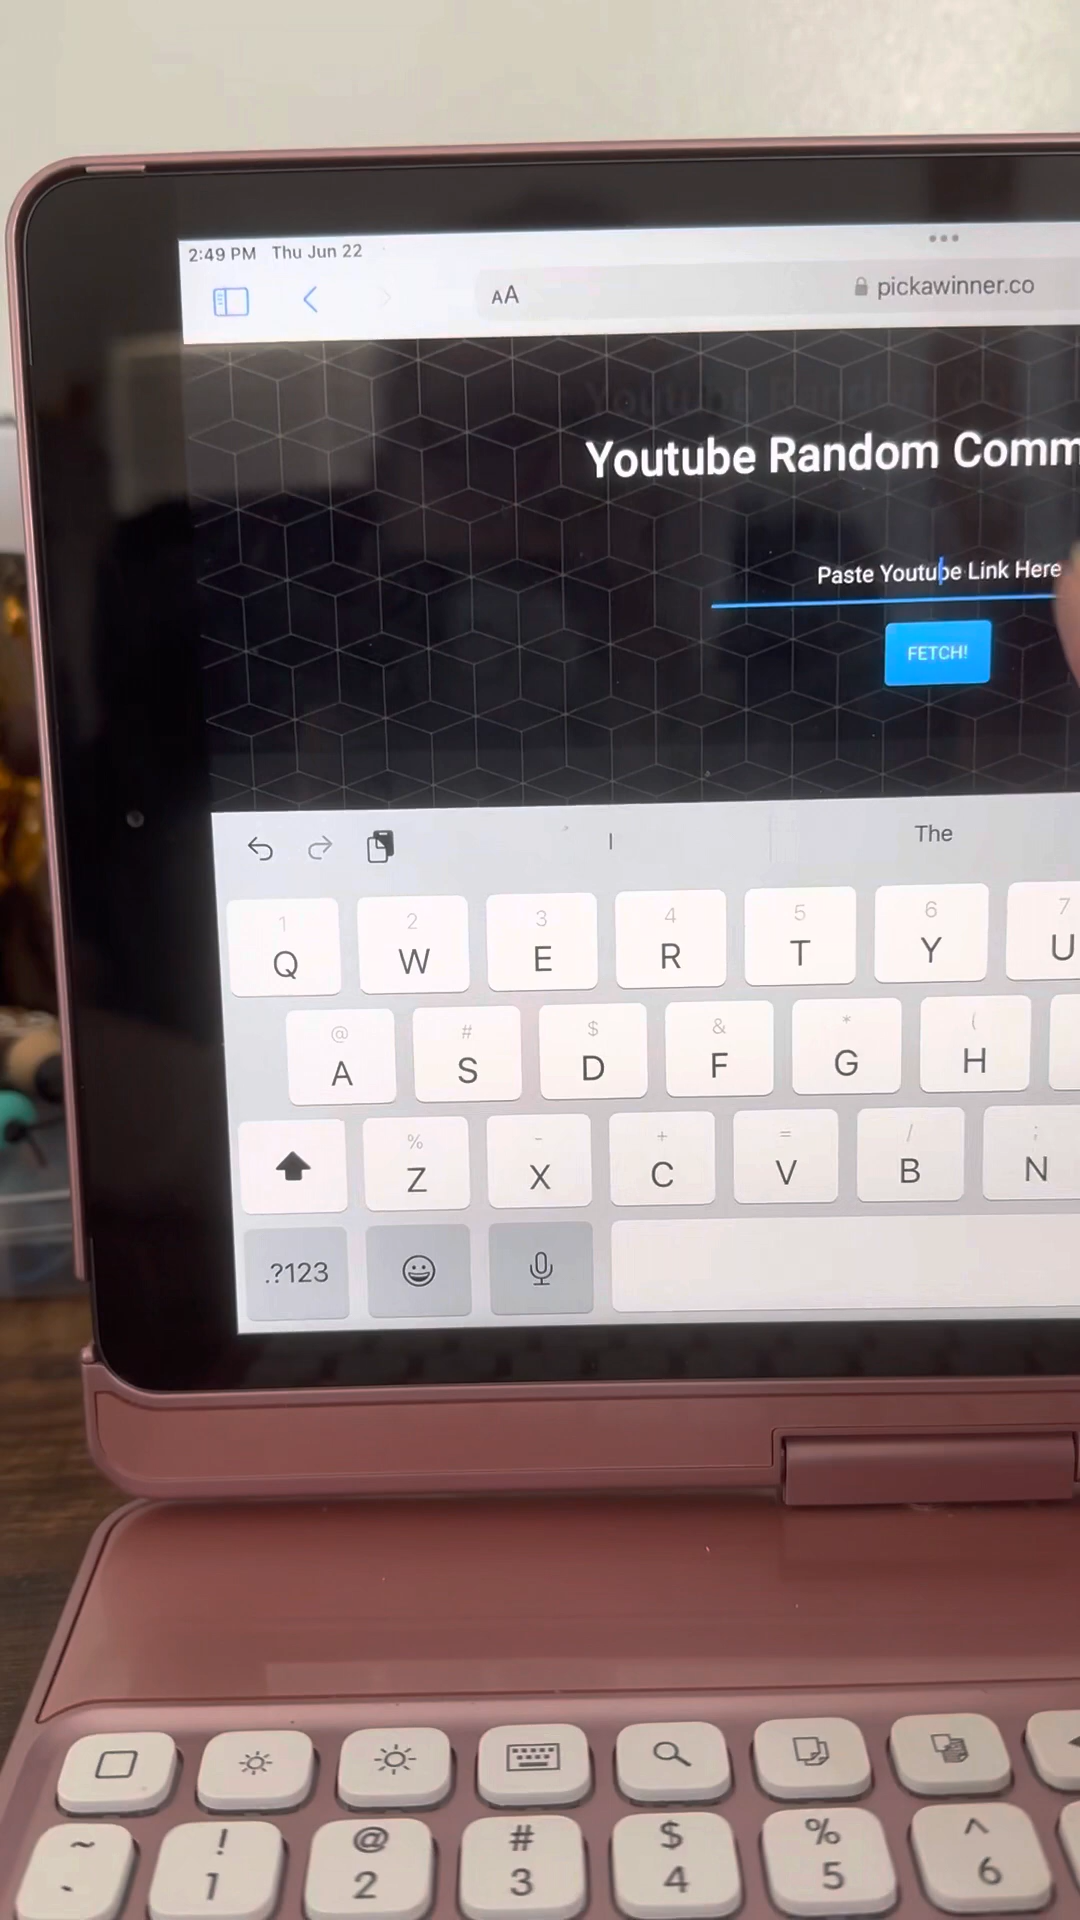 2:49 PM Thu Jun 22
AA pickawinner.co
Youtube Random Comm
Paste Youtube Link Here
FETCH!
I The
1 2 3 4 5 6 7
Q W E R T Y U
@ # $ & * (
A S D F G H
% - + = / ;
Z X C V B N
.?123
~ ! @ # $ % ^
1 2 3 4 5 6